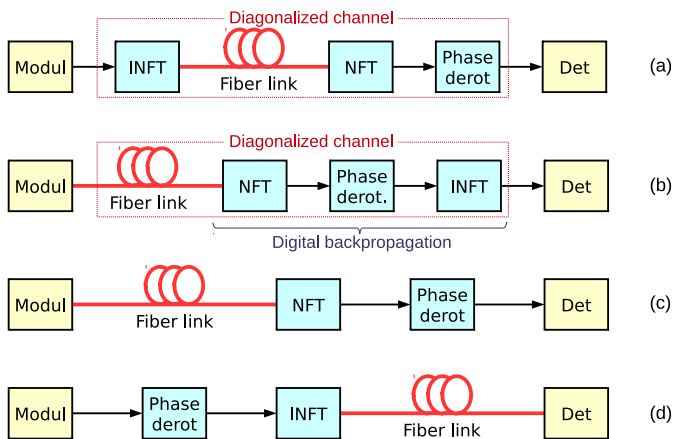 Diagonalized channel
Modul
INFT
Fiber link
NFT
Phase
derot
Det
(a)
Diagonalized channel
Modul
Fiber link
NFT
Phase
derot.
INFT
Det
(b)
Digital backpropagation
Modul
Fiber link
NFT
Phase
derot
Det
(c)
Modul
Phase
derot
INFT
Fiber link
Det
(d)